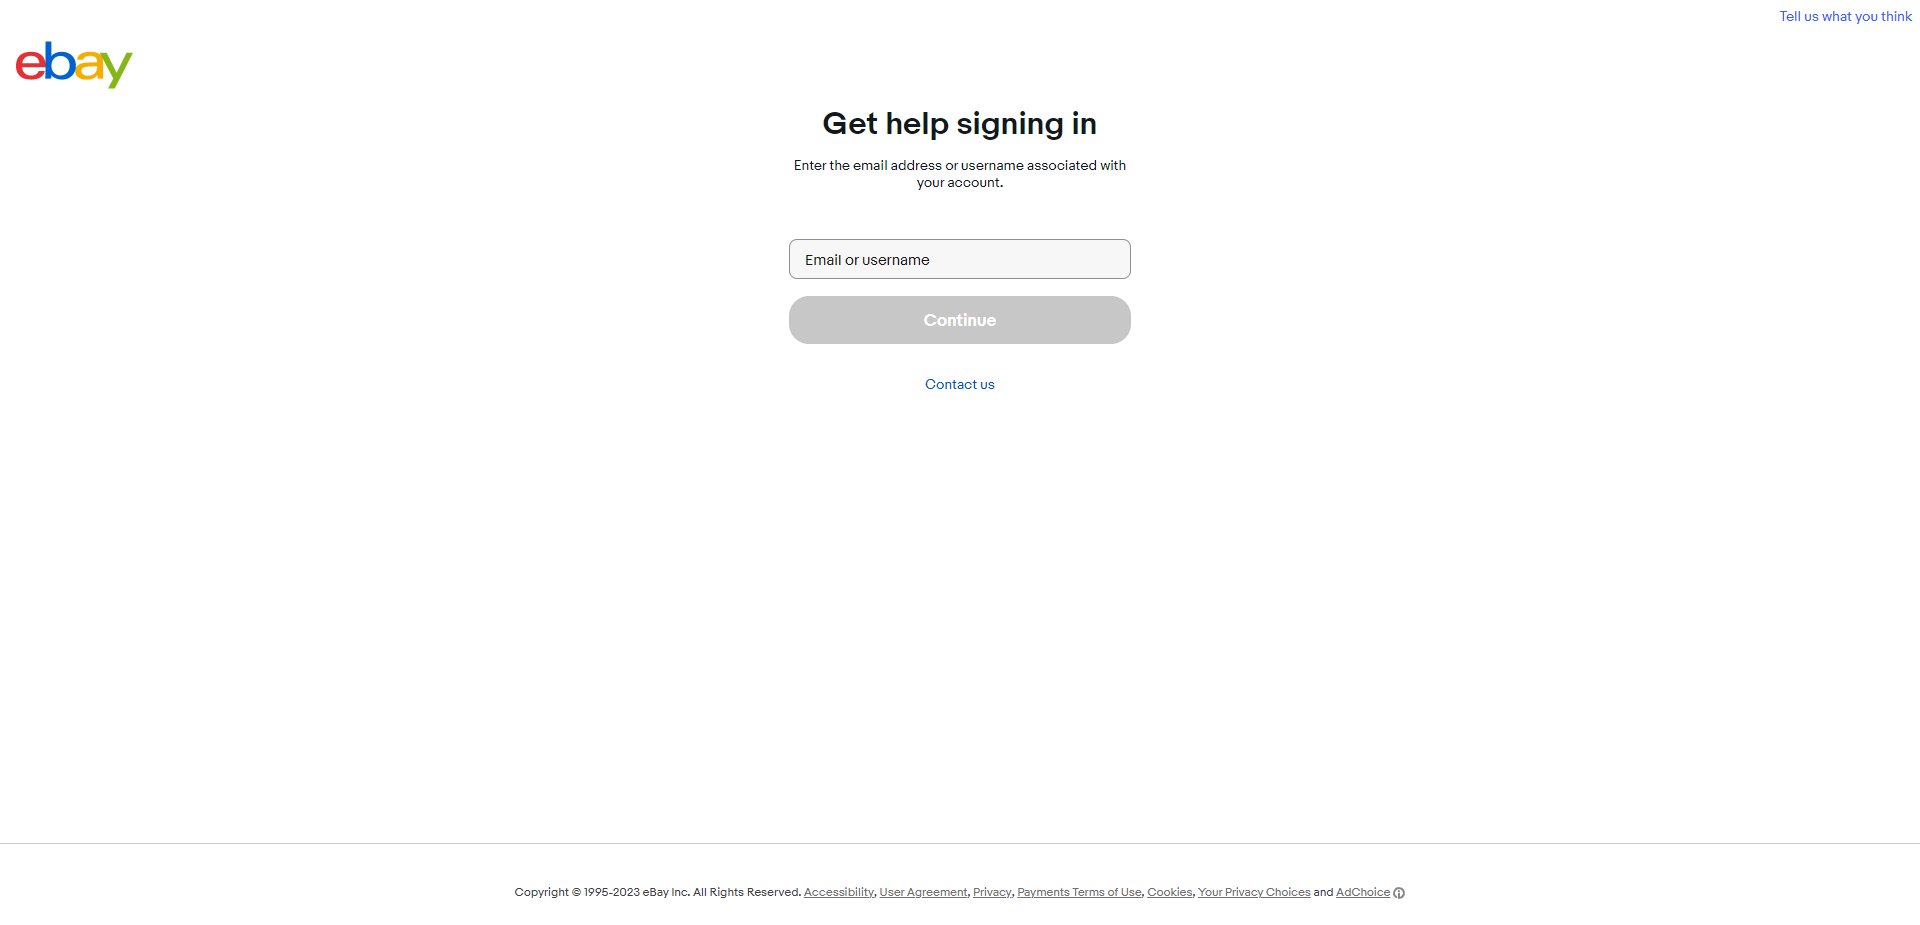 Tell us what you think
ebay
Get help signing in
Enter the email address or username associated with
your account.
Email or username
Continue
Contact us
Copyright © 1995-2023 eBay Inc. All Rights Reserved. Accessibility, User Agreement, Privacy, Payments Terms of Use, Cookies, Your Privacy Choices and AdChoice